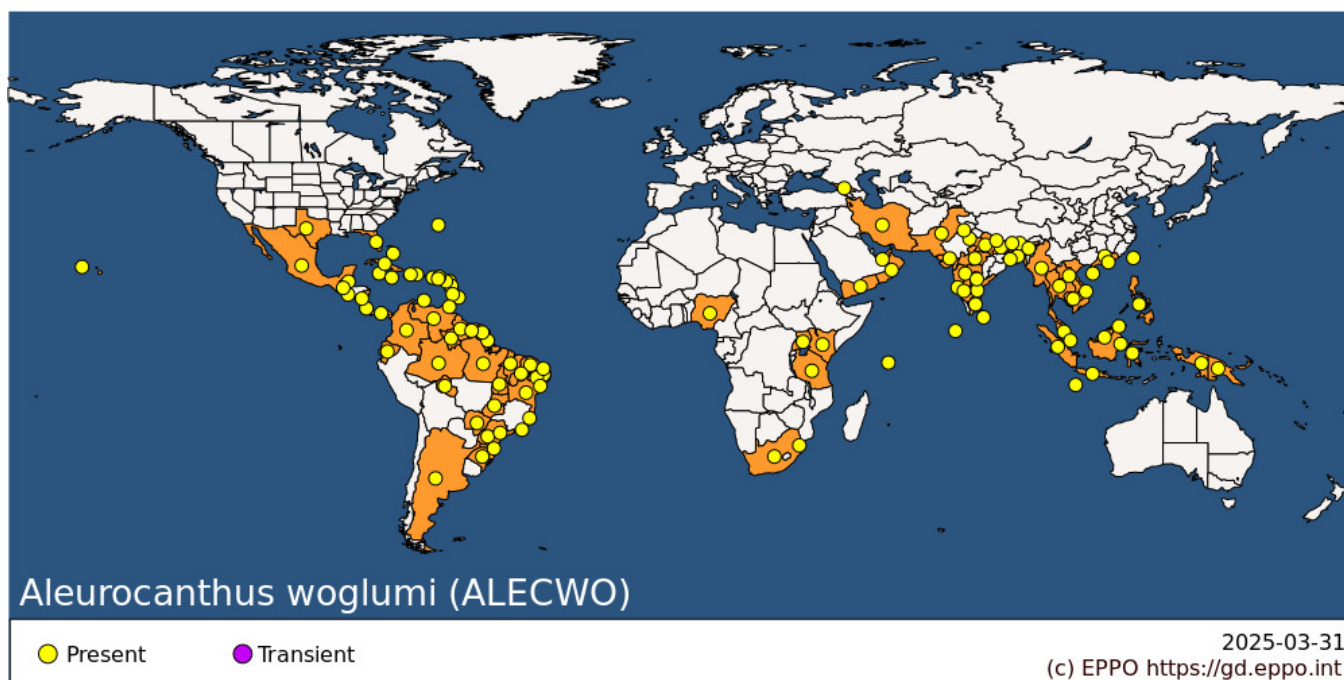 Aleurocanthus woglumi (ALECWO)
Present
Transient
2025-03-31
(c) EPPO https://gd.eppo.int